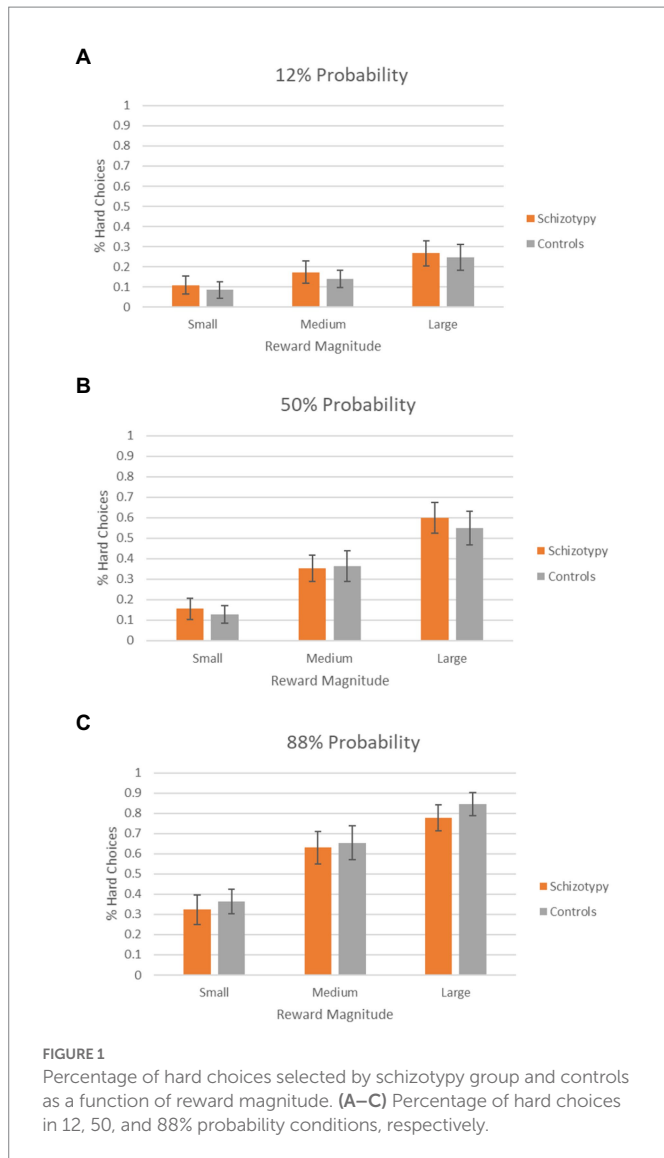 A
12% Probability
1
0.9
0.8
0.7
0.6
0.5
0.4
0.3
0.2
0.1
0
% Hard Choices
Small Medium Large
Reward Magnitude
Schizotypy
Controls
B
50% Probability
1
0.9
0.8
0.7
0.6
0.5
0.4
0.3
0.2
0.1
0
% Hard Choices
Small Medium Large
Reward Magnitude
Schizotypy
Controls
C
88% Probability
1
0.9
0.8
0.7
0.6
0.5
0.4
0.3
0.2
0.1
0
% Hard Choices
Small Medium Large
Reward Magnitude
Schizotypy
Controls
FIGURE 1
Percentage of hard choices selected by schizotypy group and controls
as a function of reward magnitude. (A–C) Percentage of hard choices
in 12, 50, and 88% probability conditions, respectively.